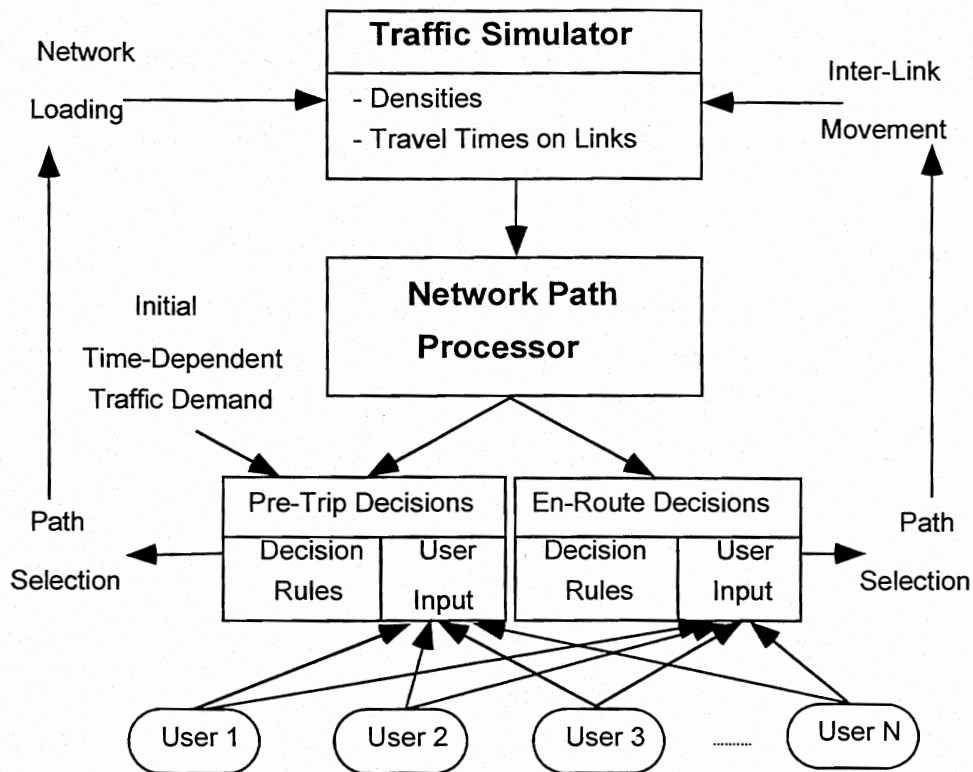 Traffic Simulator
- Densities
- Travel Times on Links
Network
Loading
Inter-Link
Movement
Network Path
Processor
Initial
Time-Dependent
Traffic Demand
Pre-Trip Decisions
Decision
Rules
User
Input
En-Route Decisions
Decision
Rules
User
Input
Path
Selection
Path
Selection
User 1
User 2
User 3
..........
User N